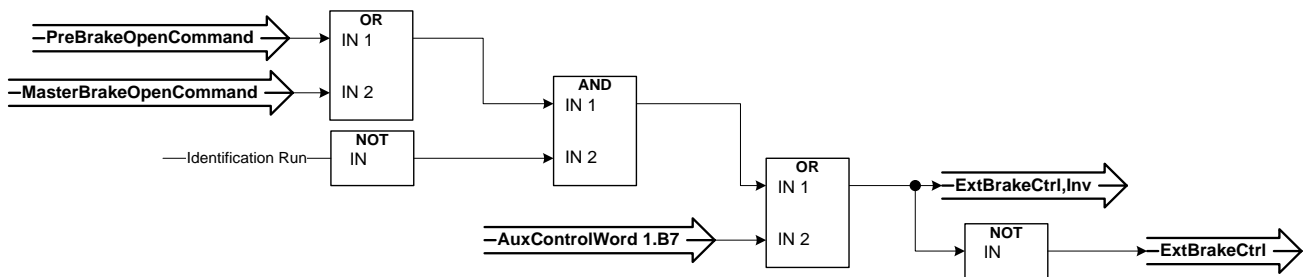 OR
PreBrakeOpenCommand
IN 1
MasterBrakeOpenCommand
IN 2
AND
IN 1
NOT
Identification Run
IN
IN 2
OR
IN 1
ExtBrakeCtrl,Inv
AuxControlWord 1.B7
IN 2
NOT
IN
ExtBrakeCtrl